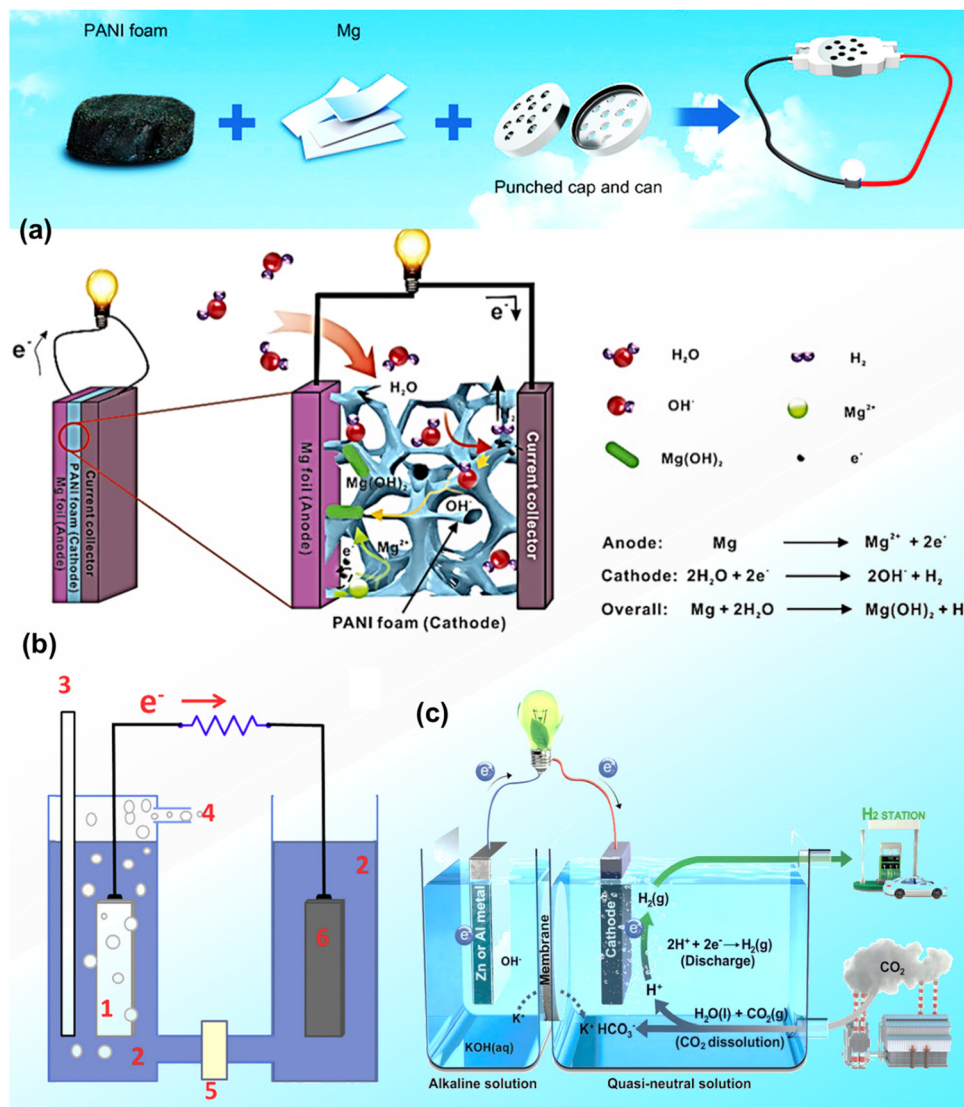 PANI foam
Mg
Punched cap and can
(a)
e⁻
Mg foil (Anode)
PANI foam (Cathode)
Current collector
Mg foil (Anode)
H₂O
H₂
Mg(OH)₂
OH⁻
Mg²⁺
e⁻
PANI foam (Cathode)
e⁻
Current collector
H₂O
H₂
OH⁻
Mg²⁺
Mg(OH)₂
e⁻
Anode: Mg → Mg²⁺ + 2e⁻
Cathode: 2H₂O + 2e⁻ → 2OH⁻ + H₂
Overall: Mg + 2H₂O → Mg(OH)₂ + H
(b)
3
e⁻
4
2
1
6
2
5
(c)
e⁻
e⁻
Zn or Al metal
e⁻
OH⁻
K⁺
KOH(aq)
Alkaline solution
Membrane
Cathode
e⁻
H₂(g)
2H⁺ + 2e⁻ → H₂(g)
(Discharge)
H⁺
H₂O(l) + CO₂(g)
K⁺ HCO₃⁻
(CO₂ dissolution)
Quasi-neutral solution
H₂ STATION
CO₂